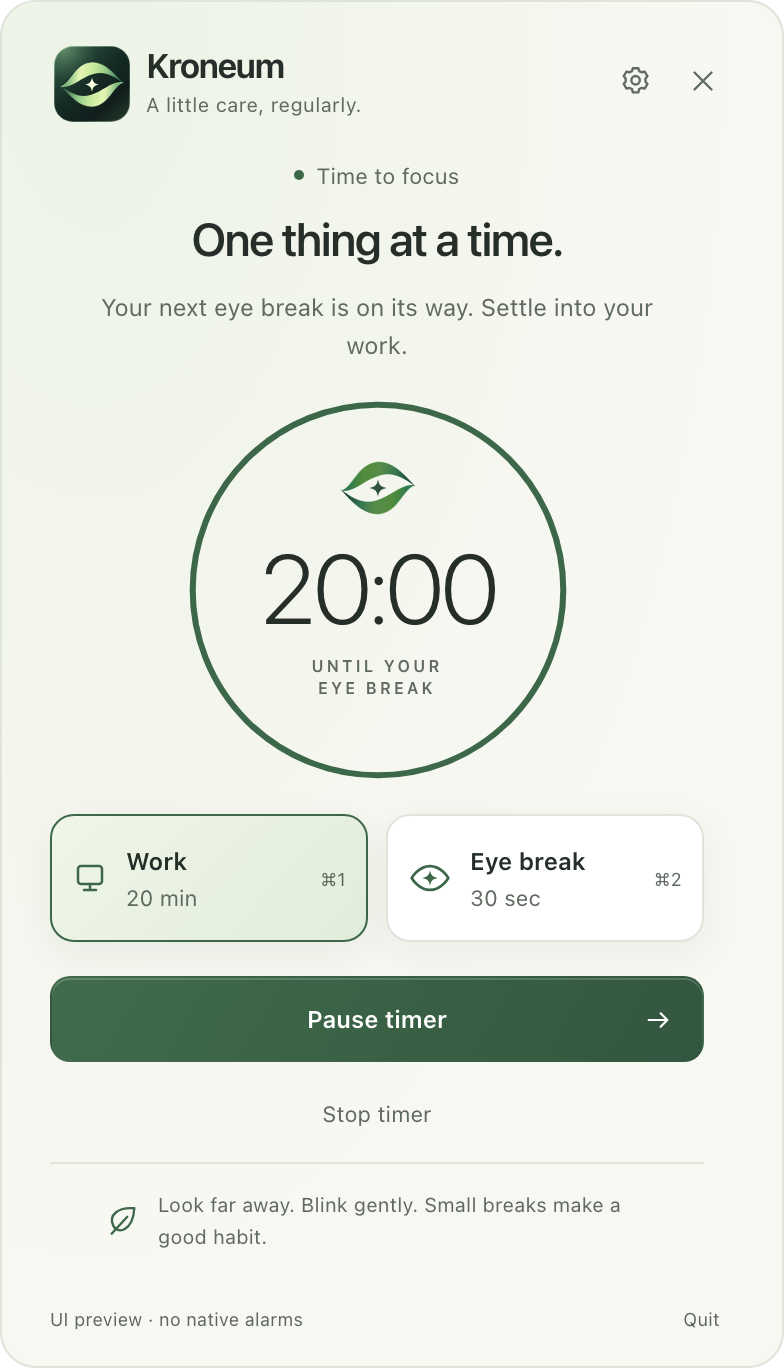 Kroneum
A little care, regularly.
Time to focus
One thing at a time.
Your next eye break is on its way. Settle into your
work.
20:00
UNTIL YOUR
EYE BREAK
Work
20 min
⌘1
Eye break
30 sec
⌘2
Pause timer
Stop timer
Look far away. Blink gently. Small breaks make a
good habit.
UI preview · no native alarms
Quit